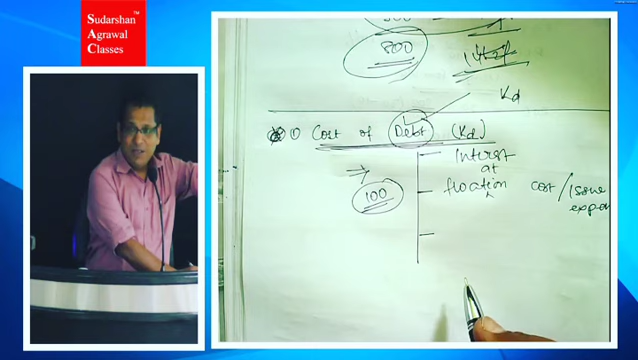 Sudarshan
Agrawal
Classes
800
Kd
1) Cost of Debt (Kd)
Interest
at
100
floation cost / Issue